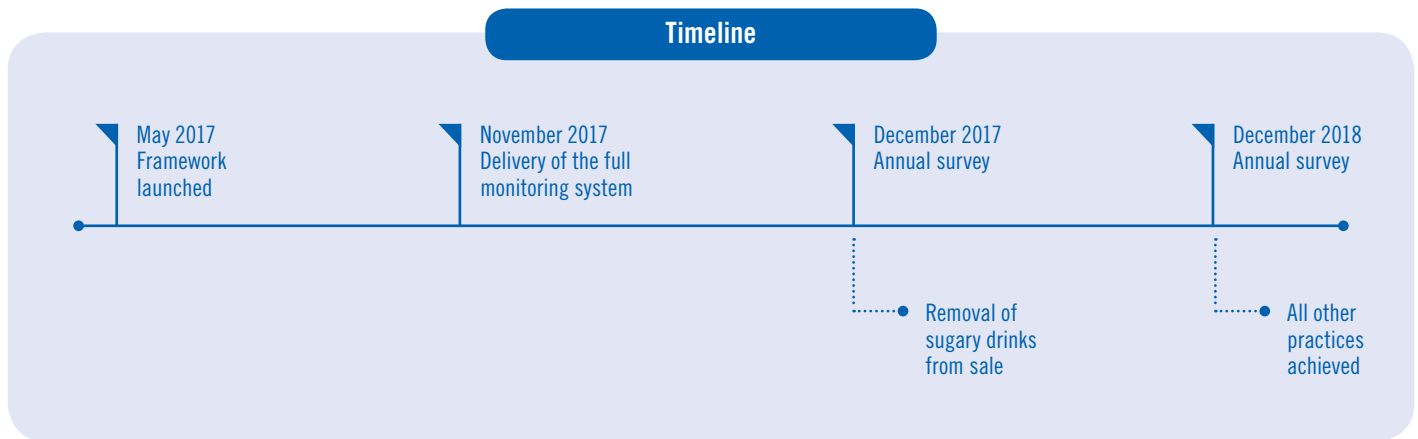 Timeline
May 2017
Framework
launched
November 2017
Delivery of the full
monitoring system
December 2017
Annual survey
December 2018
Annual survey
Removal of
sugary drinks
from sale
All other
practices
achieved